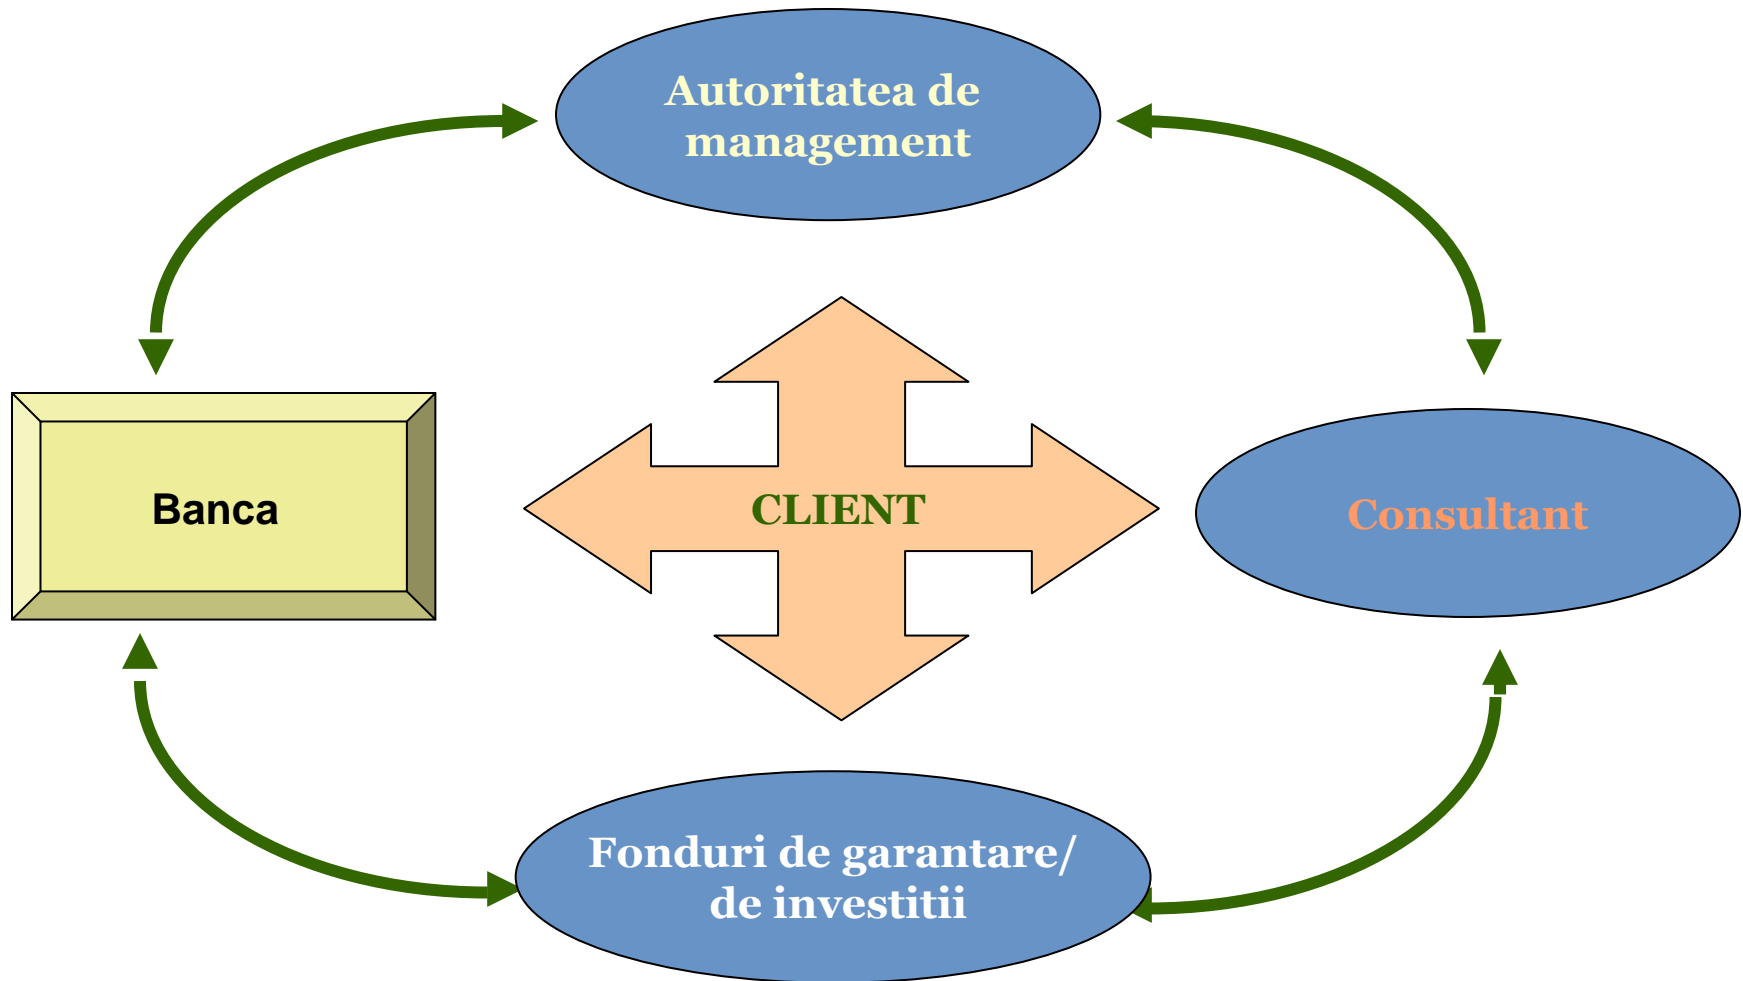 Autoritatea de
management
Banca
CLIENT
Consultant
Fonduri de garantare/
de investitii